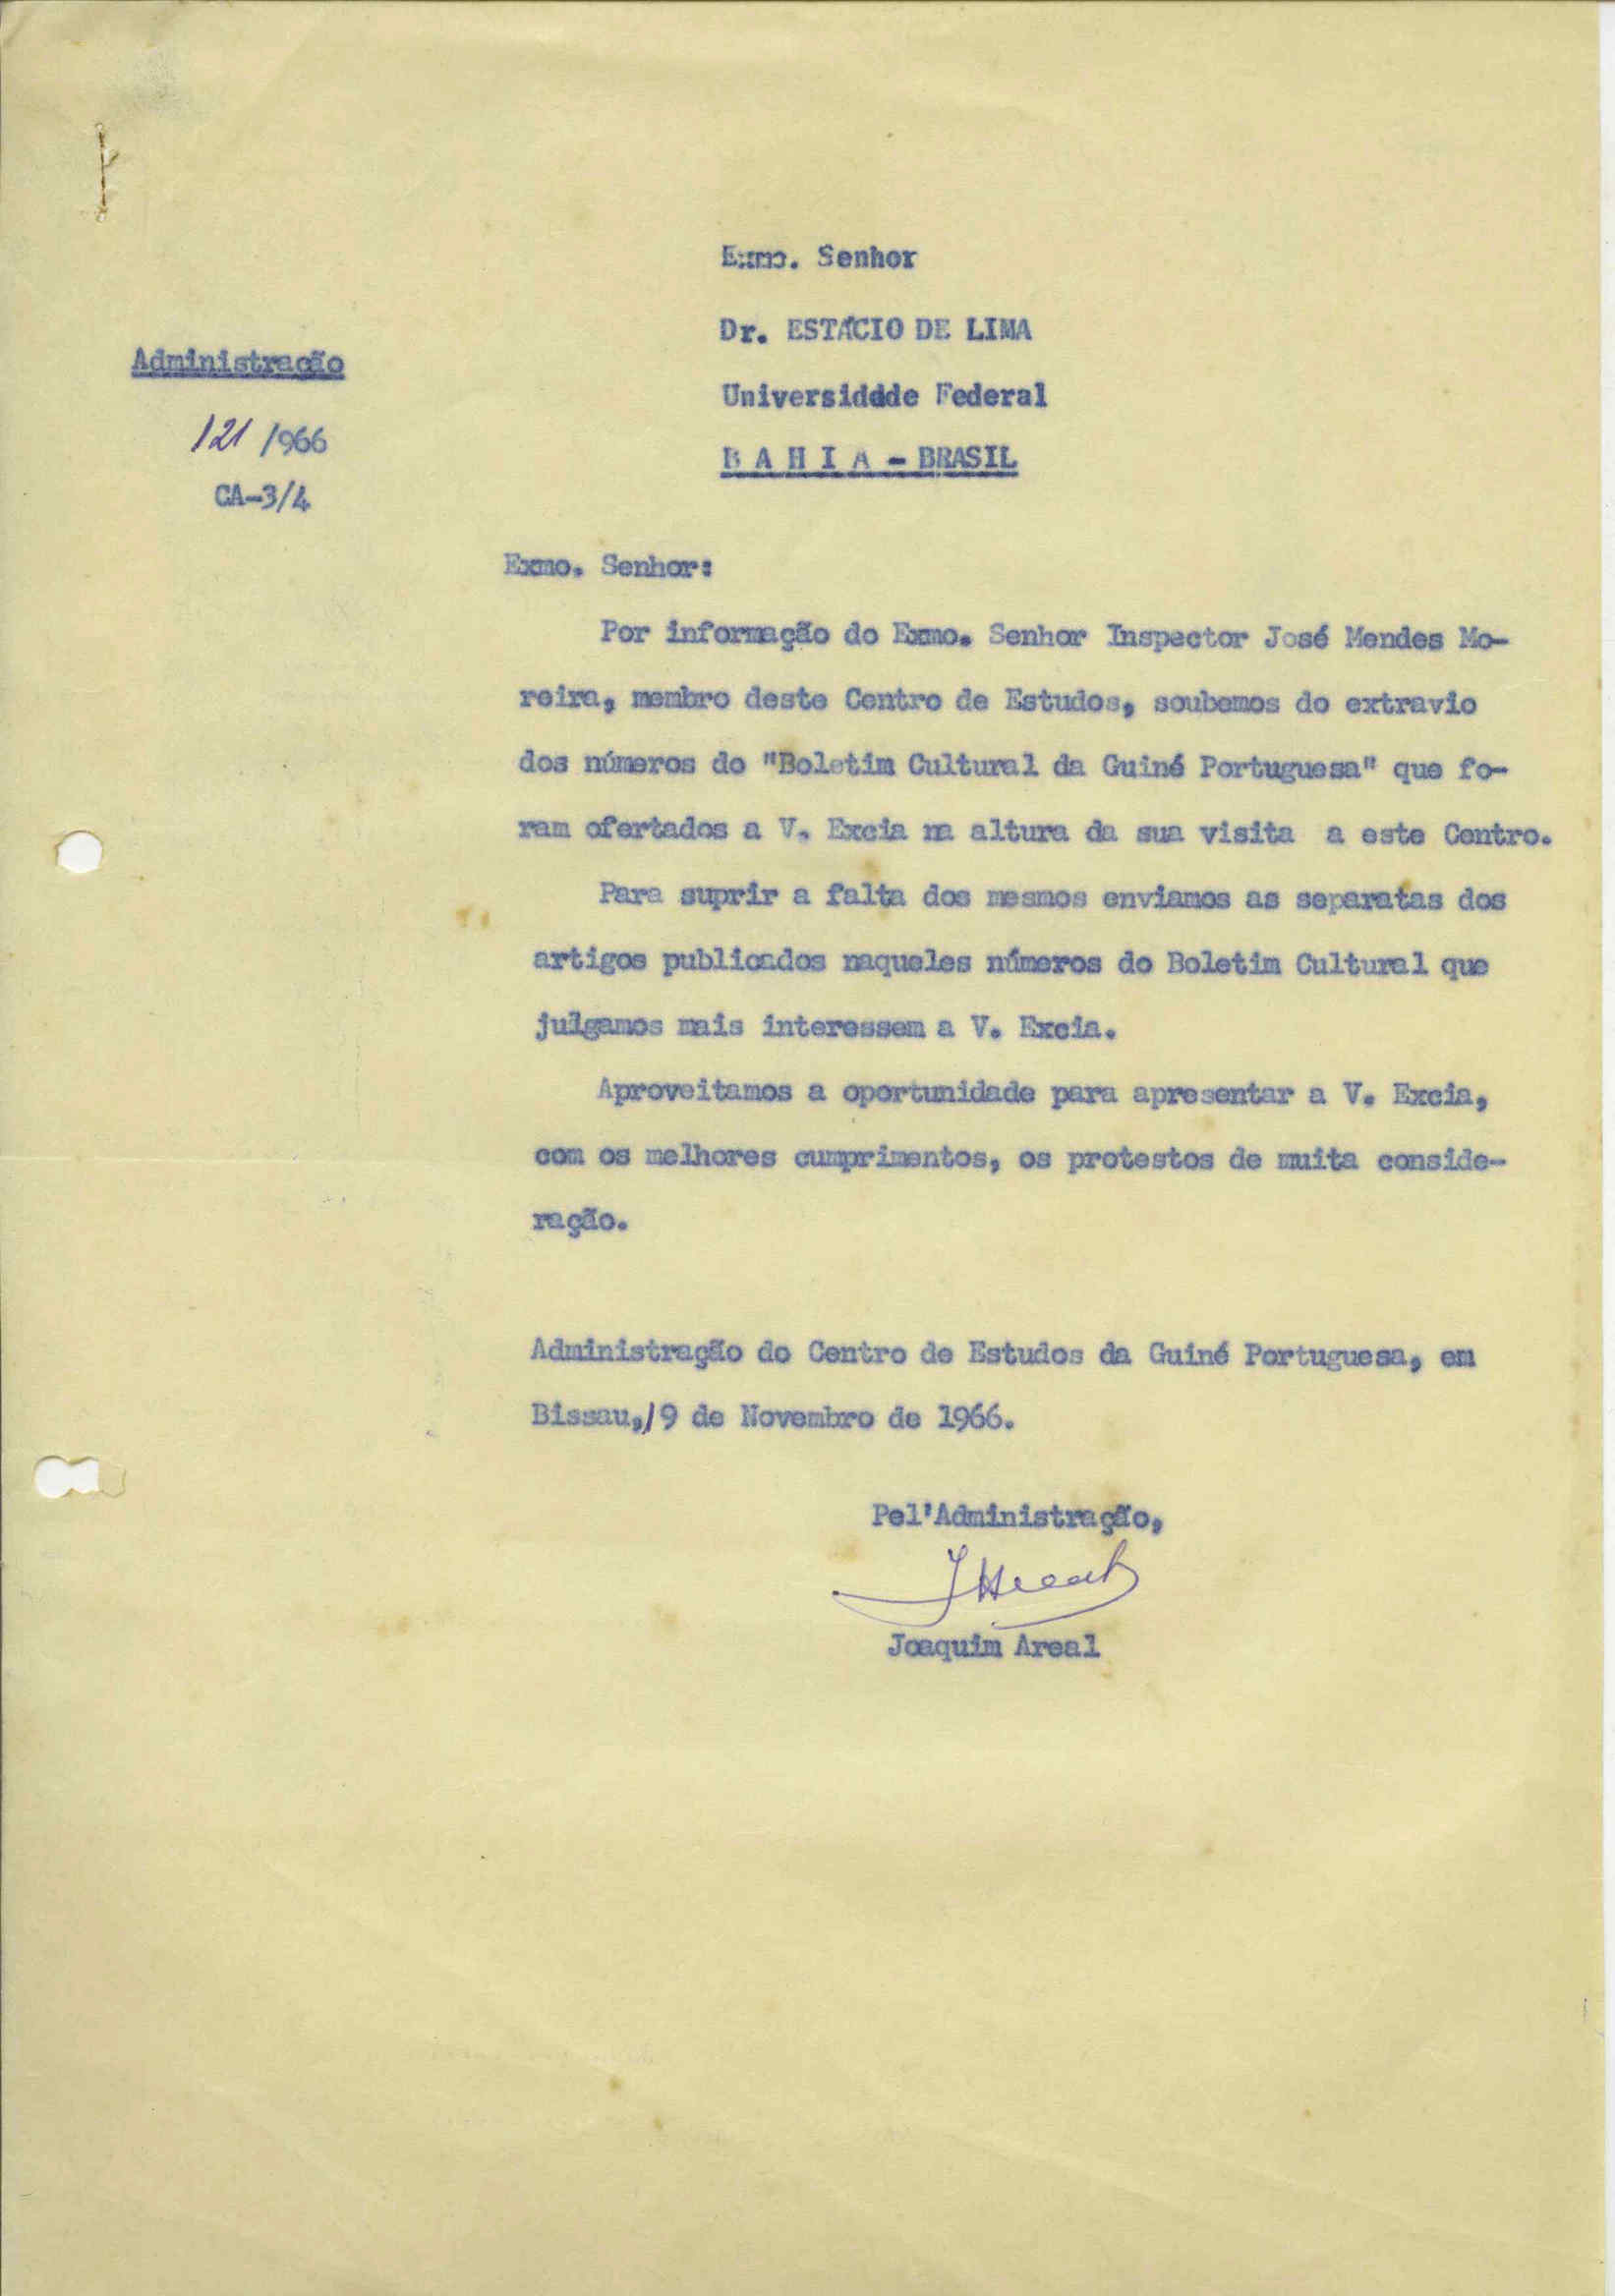 Exmo. Senhor
Dr. ESTÁCIO DE LIMA
Administração
Universiddde Federal
121/966
B A H I A - BRASIL
CA-3/4
Exmo. Senhor:
Por informação do Exmo. Senhor Inspector José Mendes Mo-
reira, membro deste Centro de Estudos, soubemos do extravio
dos números do "Boletim Cultural da Guiné Portuguesa" que fo-
ram ofertados a V. Excia na altura da sua visita a este Centro.
Para suprir a falta dos mesmos enviamos as separatas dos
artigos publicados naqueles números do Boletim Cultural que
julgamos mais interessem a V. Excia.
Aproveitamos a oportunidade para apresentar a V. Excia,
com os melhores cumprimentos, os protestos de muita conside-
ração.
Administração do Centro de Estudos da Guiné Portuguesa, em
Bissau,19 de Novembro de 1966.
Pel'Administração,
JAreal
Joaquim Areal